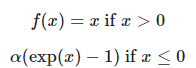 f(x) = x if x > 0
α(exp(x) − 1) if x ≤ 0